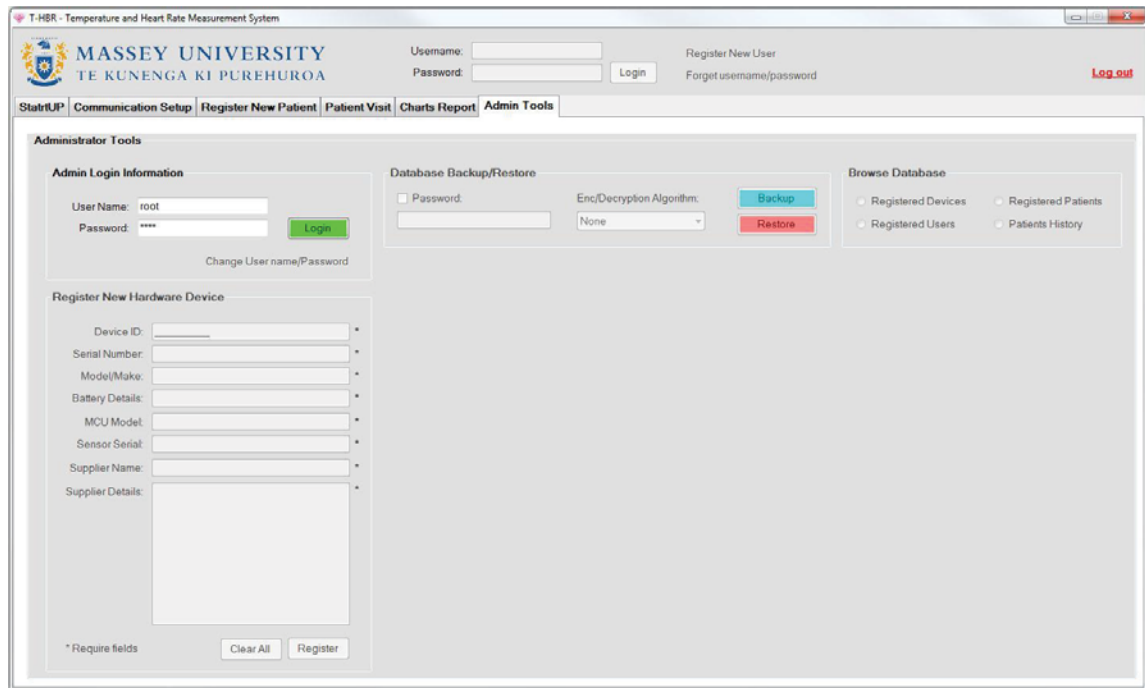 T-HBR - Temperature and Heart Rate Measurement System
MASSEY UNIVERSITY
TE KUNENGA KI PUREHUROA
Username:
Password:
Login
Register New User
Forget username/password
Log out
StatrtUP
Communication Setup
Register New Patient
Patient Visit
Charts Report
Admin Tools
Administrator Tools
Admin Login Information
User Name: root
Password: ****
Login
Change User name/Password
Database Backup/Restore
Password:
Enc/Decryption Algorithm:
None
Backup
Restore
Browse Database
Registered Devices
Registered Patients
Registered Users
Patients History
Register New Hardware Device
Device ID: __________ *
Serial Number: *
Model/Make: *
Battery Details: *
MCU Model: *
Sensor Serial: *
Supplier Name: *
Supplier Details: *
* Require fields
Clear All
Register